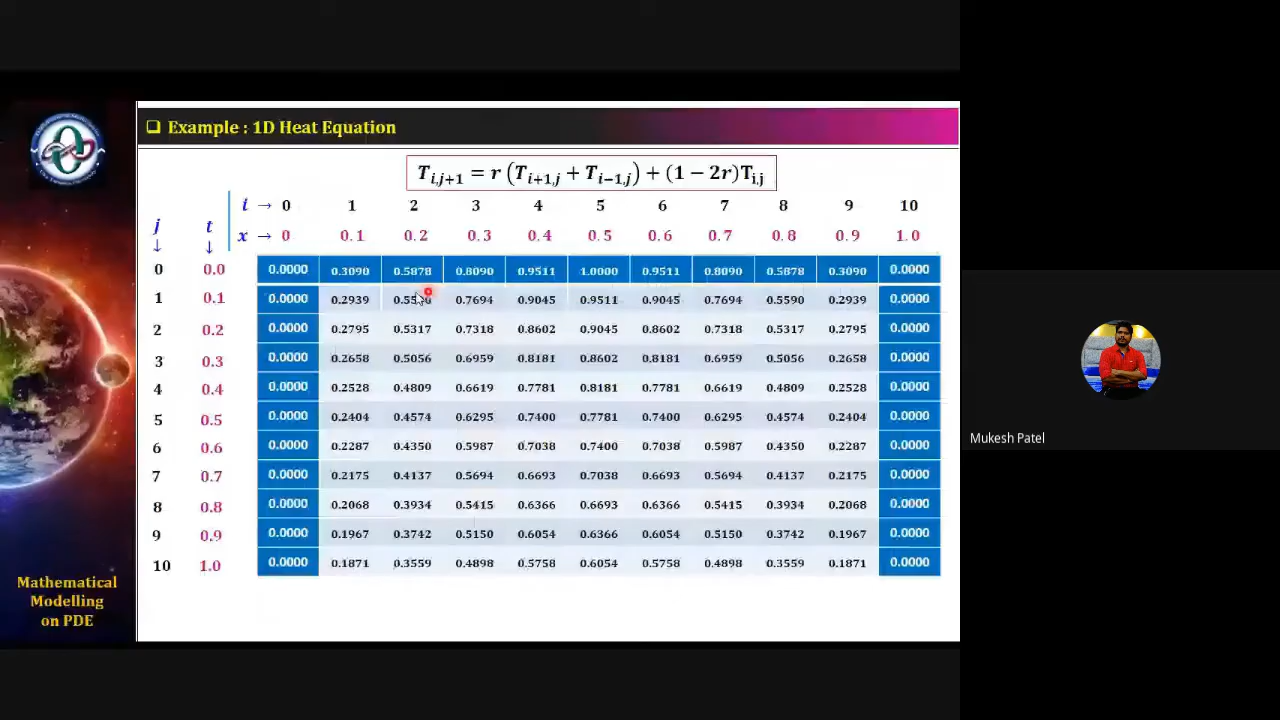 ❑ Example : 1D Heat Equation
T_{i,j+1} = r (T_{i+1,j} + T_{i−1,j}) + (1 − 2r)T_{i,j}
i → 0 1 2 3 4 5 6 7 8 9 10
j t x → 0 0.1 0.2 0.3 0.4 0.5 0.6 0.7 0.8 0.9 1.0
↓ ↓
0 0.0 0.0000 0.3090 0.5878 0.8090 0.9511 1.0000 0.9511 0.8090 0.5878 0.3090 0.0000
1 0.1 0.0000 0.2939 0.7694 0.9045 0.9511 0.9045 0.7694 0.5590 0.2939 0.0000
2 0.2 0.0000 0.2795 0.5317 0.7318 0.8602 0.9045 0.8602 0.7318 0.5317 0.2795 0.0000
3 0.3 0.0000 0.2658 0.5056 0.6959 0.8181 0.8602 0.8181 0.6959 0.5056 0.2658 0.0000
4 0.4 0.0000 0.2528 0.4809 0.6619 0.7781 0.8181 0.7781 0.6619 0.4809 0.2528 0.0000
5 0.5 0.0000 0.2404 0.4574 0.6295 0.7400 0.7781 0.7400 0.6295 0.4574 0.2404 0.0000
6 0.6 0.0000 0.2287 0.4350 0.5987 0.7038 0.7400 0.7038 0.5987 0.4350 0.2287 0.0000
7 0.7 0.0000 0.2175 0.4137 0.5694 0.6693 0.7038 0.6693 0.5694 0.4137 0.2175 0.0000
8 0.8 0.0000 0.2068 0.3934 0.5415 0.6366 0.6693 0.6366 0.5415 0.3934 0.2068 0.0000
9 0.9 0.0000 0.1967 0.3742 0.5150 0.6054 0.6366 0.6054 0.5150 0.3742 0.1967 0.0000
10 1.0 0.0000 0.1871 0.3559 0.4898 0.5758 0.6054 0.5758 0.4898 0.3559 0.1871 0.0000
Mathematical
Modelling
on PDE
Mukesh Patel